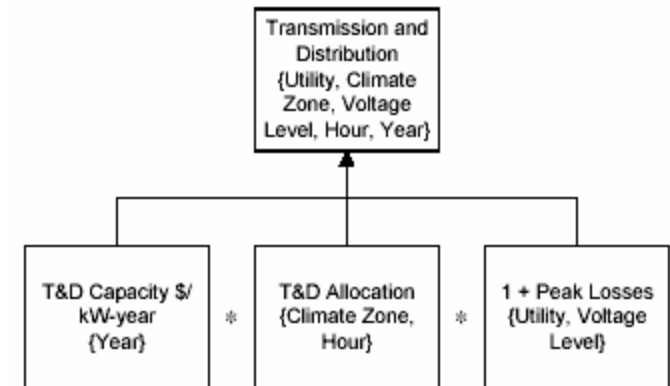 Transmission and
Distribution
{Utility, Climate
Zone, Voltage
Level, Hour, Year}
T&D Capacity $/
kW-year
{Year}
*
T&D Allocation
{Climate Zone,
Hour}
*
1 + Peak Losses
{Utility, Voltage
Level}